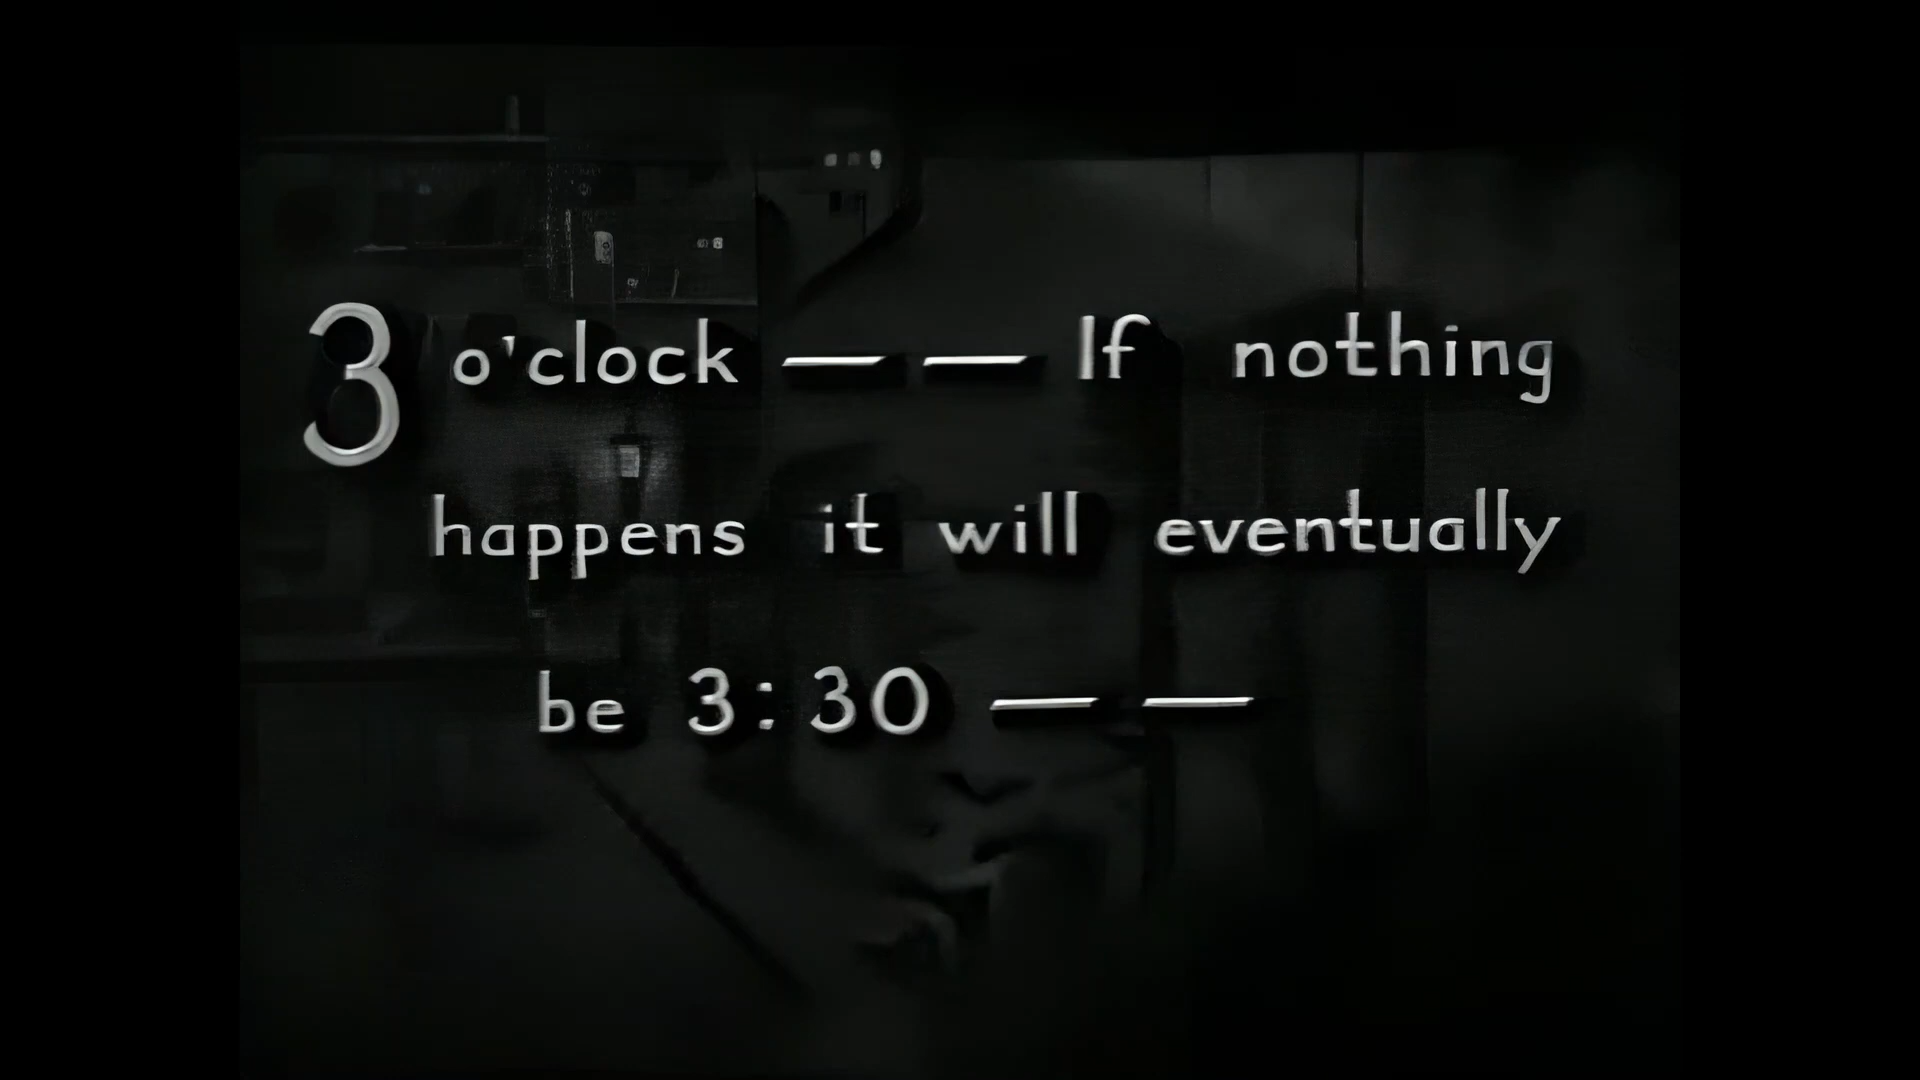 3 o'clock — — If nothing
happens it will eventually
be 3:30 — —